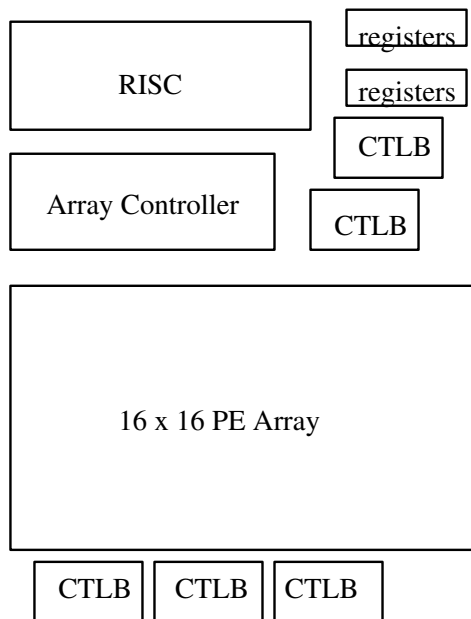 registers
RISC
registers
CTLB
Array Controller
CTLB
16 x 16 PE Array
CTLB
CTLB
CTLB